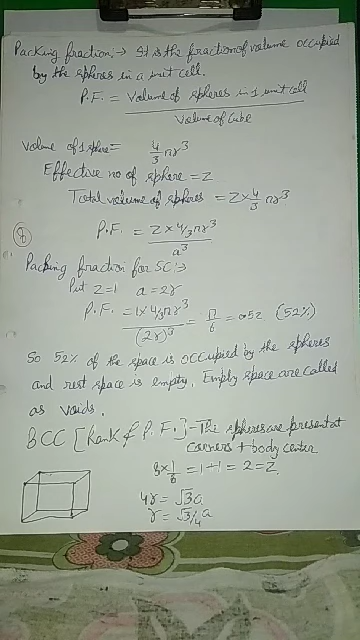 Packing fraction :→ It is the fraction of volume occupied
by the spheres in a unit cell.
P.F. = Volume of spheres in 1 unit cell
Volume of Cube
Volume of 1 sphere = 4/3 πr³
Effective no of sphere = Z
Total volume of spheres = Z × 4/3 πr³
⑧ P.F. = Z × 4/3 πr³
a³
Packing fraction for SC :→
Put Z=1 a = 2r
P.F. = 1 × 4/3 πr³ = π/6 = 0.52 (52%)
(2r)³
So 52% of the space is occupied by the spheres
and rest space is empty. Empty space are called
as voids.
BCC [Rank & P.F.] - The spheres are present at
corners + body center
8 × 1/8 = 1 + 1 = 2 = Z
4r = √3a
r = √3/4 a